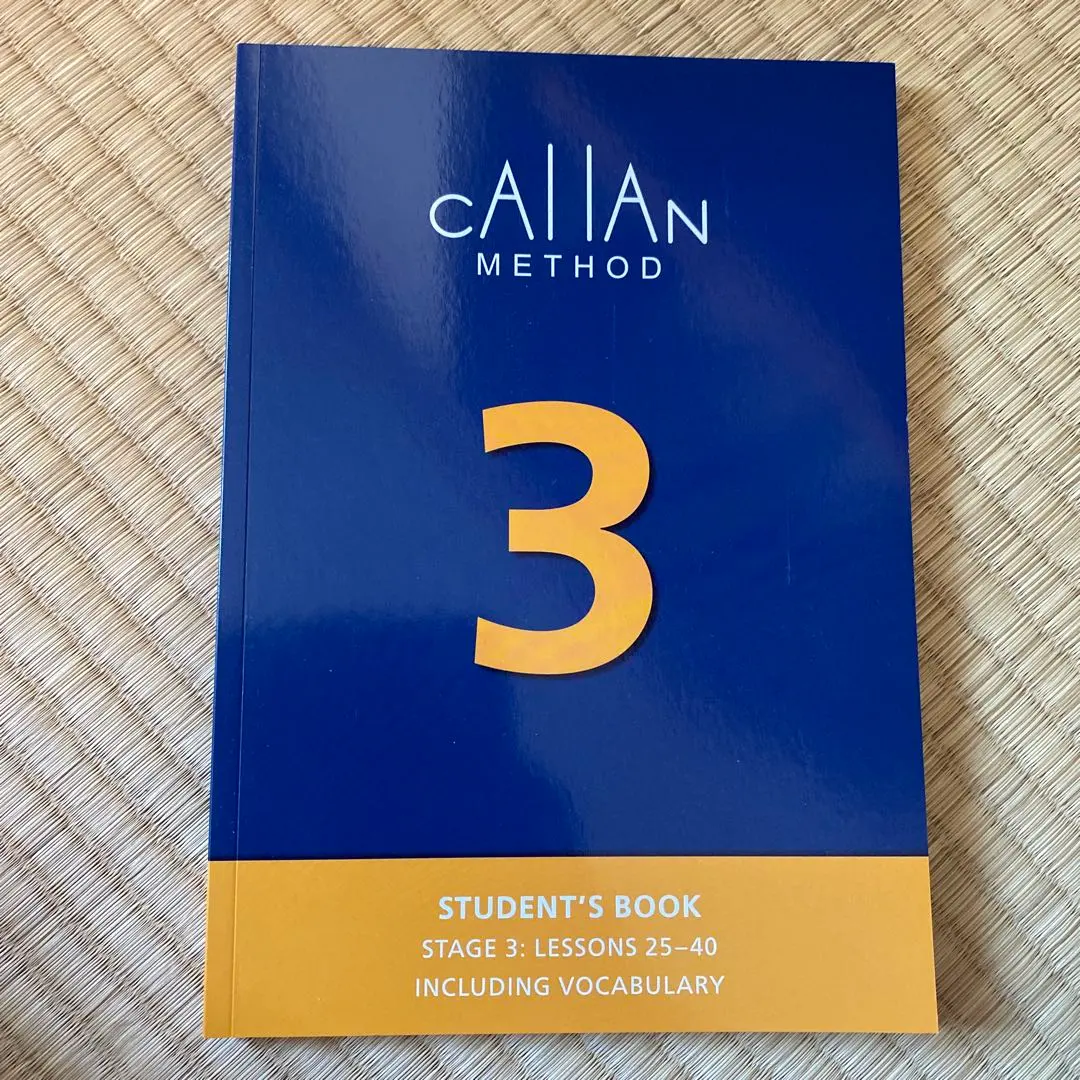 CALLAN
METHOD
3
STUDENT'S BOOK
STAGE 3: LESSONS 25–40
INCLUDING VOCABULARY